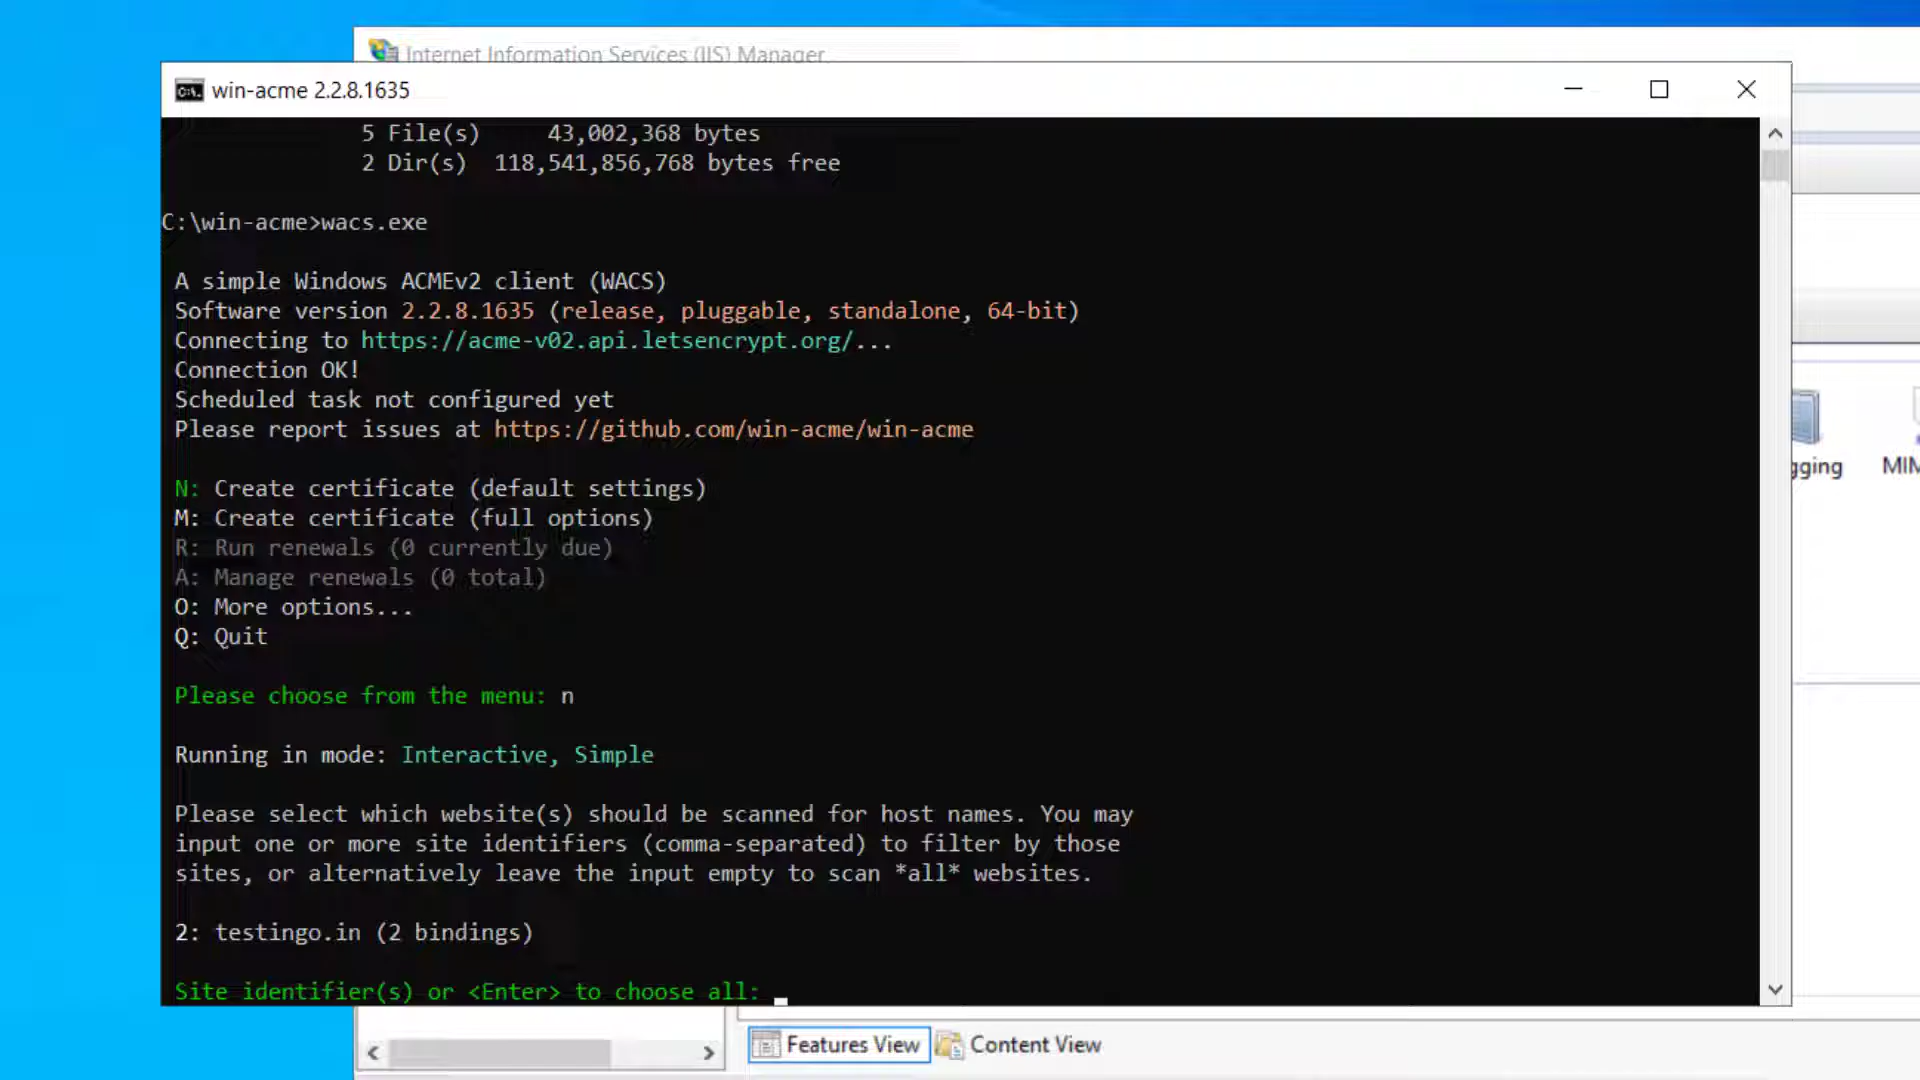 Internet Information Services (IIS) Manager
win-acme 2.2.8.1635
5 File(s) 43,002,368 bytes
2 Dir(s) 118,541,856,768 bytes free
C:\win-acme>wacs.exe
A simple Windows ACMEv2 client (WACS)
Software version 2.2.8.1635 (release, pluggable, standalone, 64-bit)
Connecting to https://acme-v02.api.letsencrypt.org/...
Connection OK!
Scheduled task not configured yet
Please report issues at https://github.com/win-acme/win-acme
N: Create certificate (default settings)
M: Create certificate (full options)
R: Run renewals (0 currently due)
A: Manage renewals (0 total)
O: More options...
Q: Quit
Please choose from the menu: n
Running in mode: Interactive, Simple
Please select which website(s) should be scanned for host names. You may
input one or more site identifiers (comma-separated) to filter by those
sites, or alternatively leave the input empty to scan *all* websites.
2: testingo.in (2 bindings)
Site identifier(s) or <Enter> to choose all:
Features View
Content View